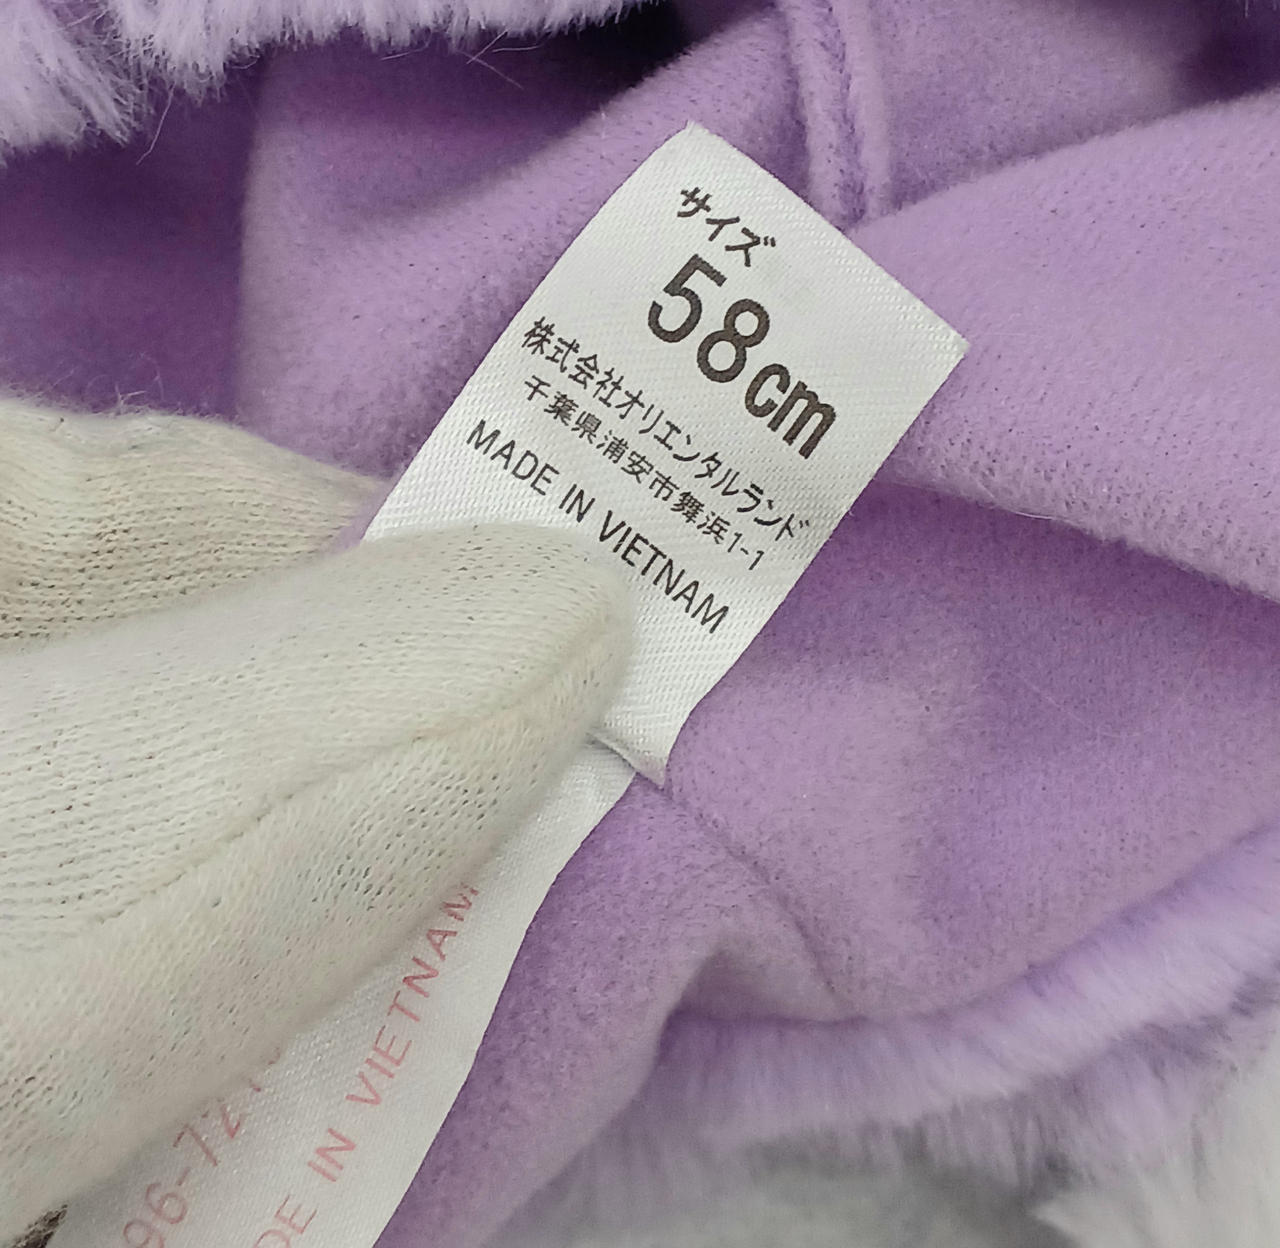 サイズ
58cm
株式会社オリエンタルランド
千葉県浦安市舞浜1-1
MADE IN VIETNAM
IN VIETNAM